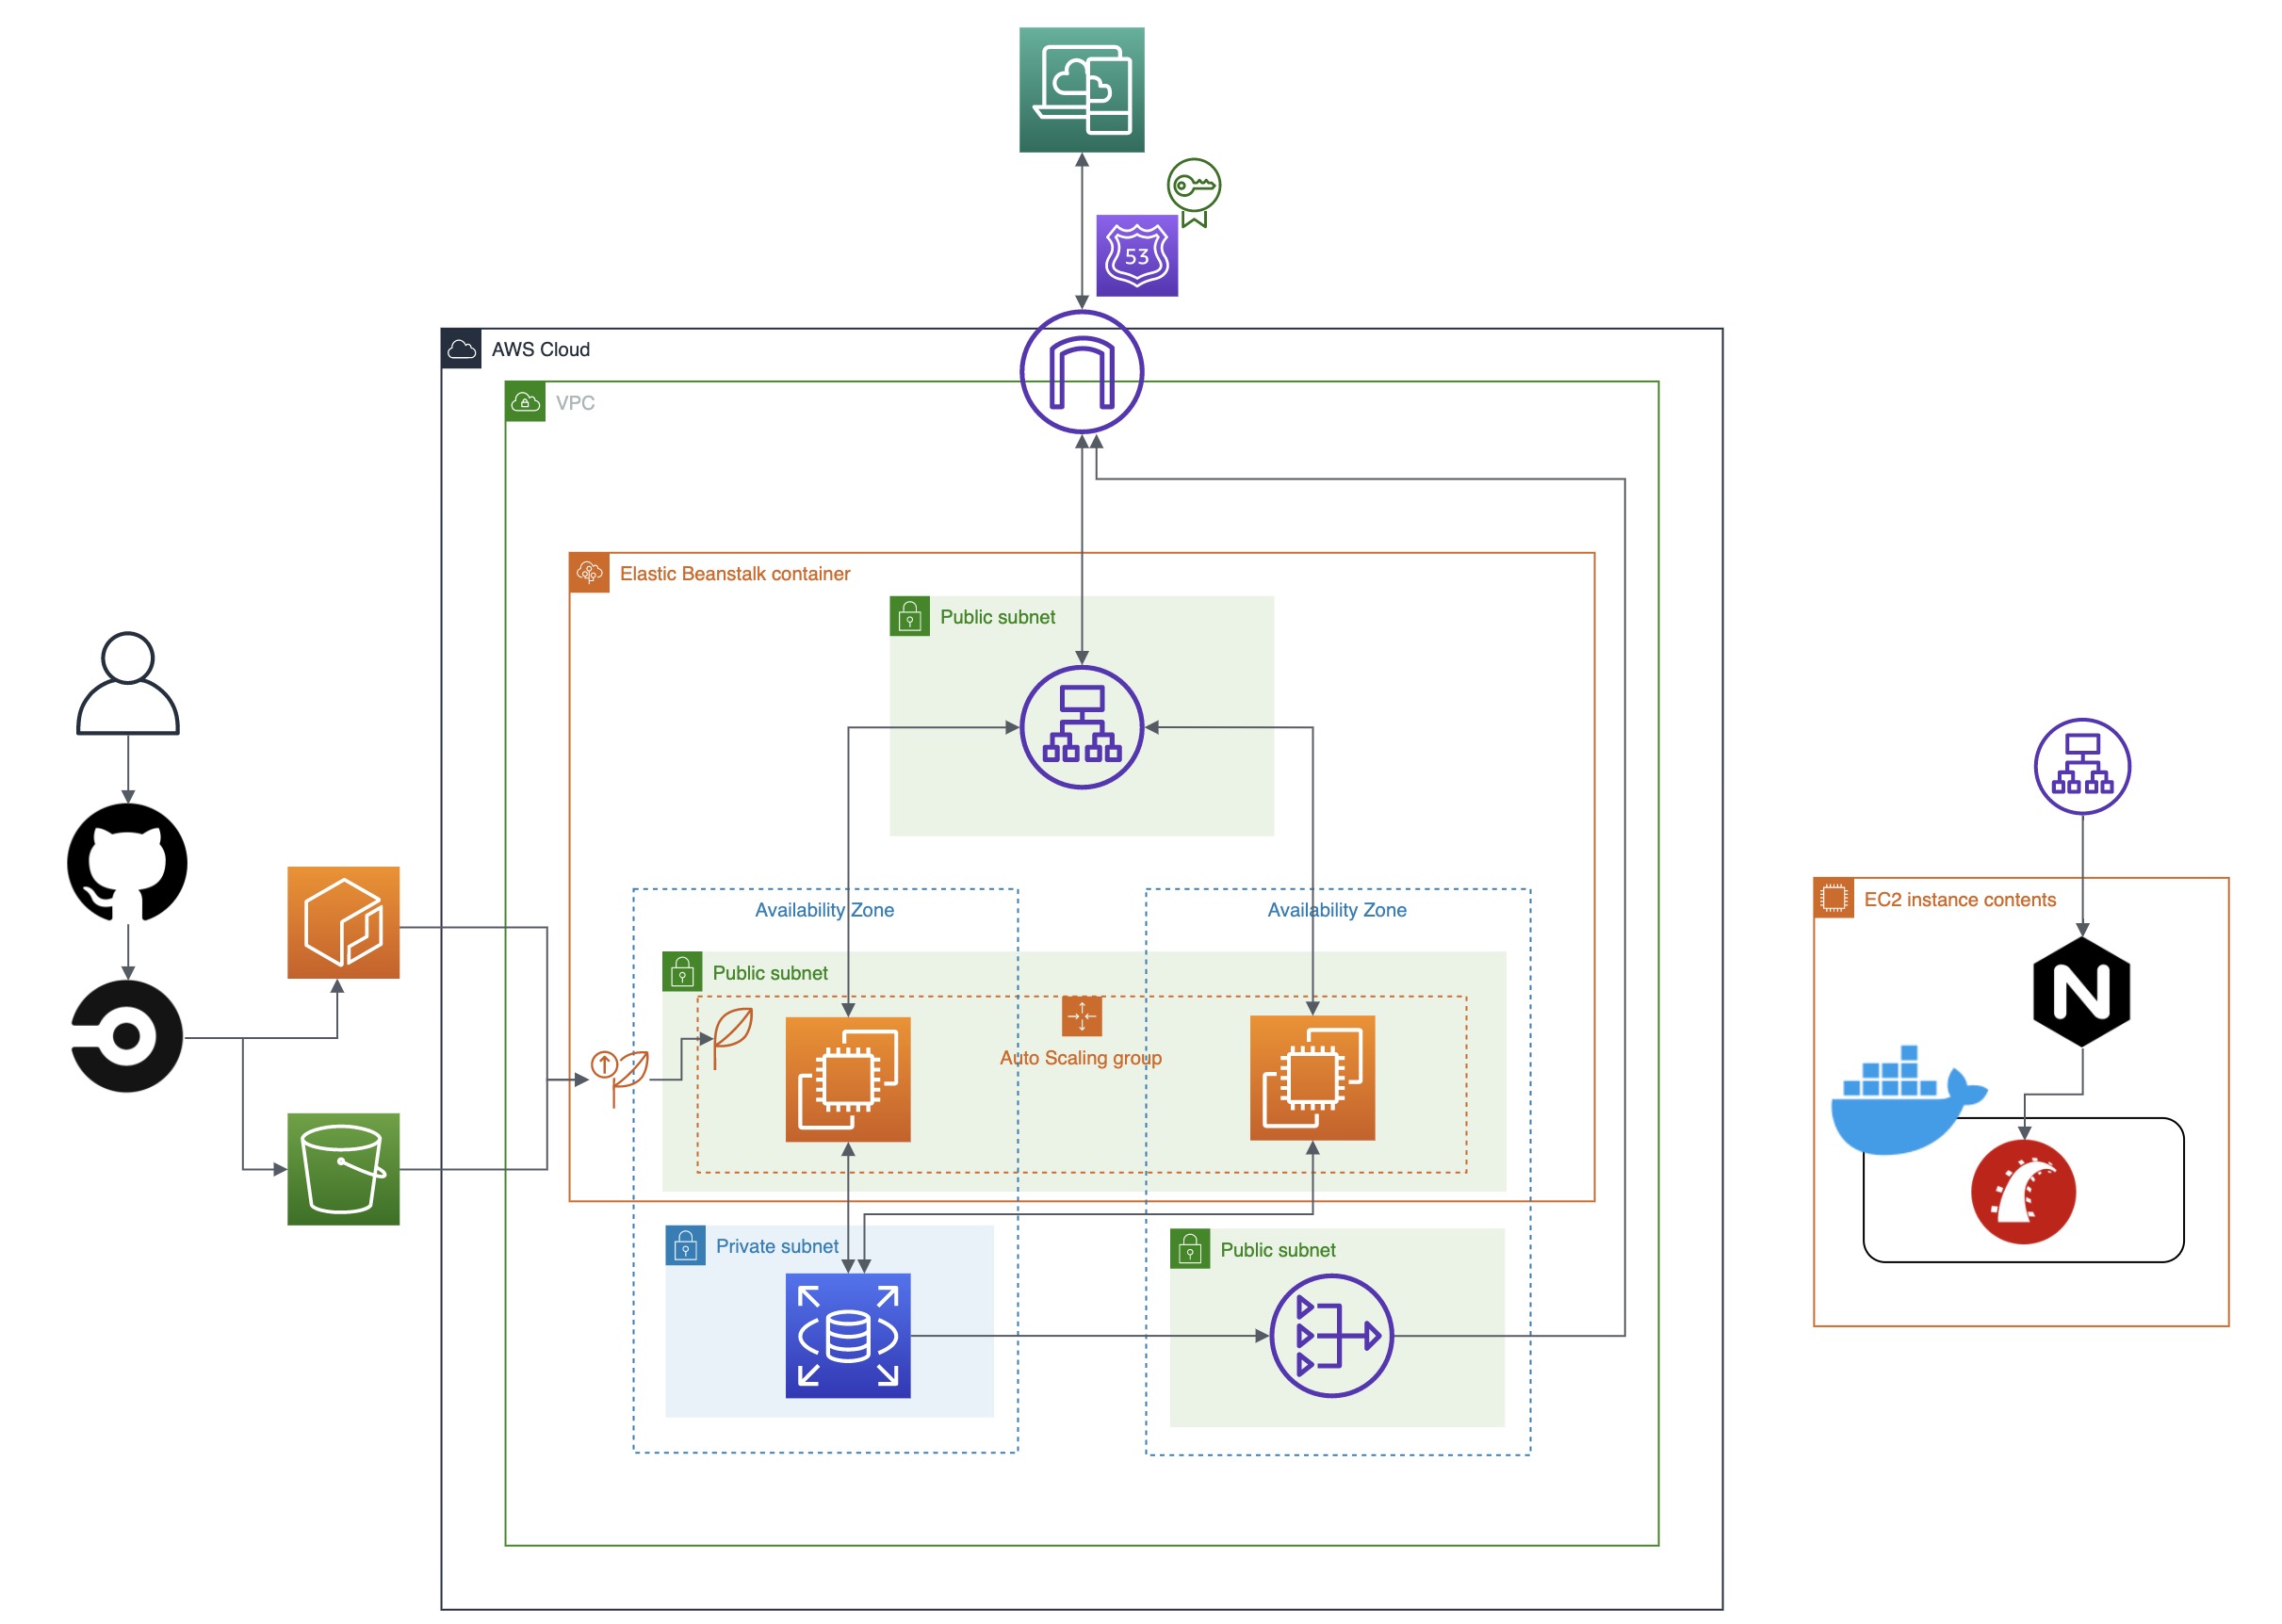 53
AWS Cloud
VPC
Elastic Beanstalk container
Public subnet
Availability Zone
Availability Zone
Public subnet
Auto Scaling group
Private subnet
Public subnet
EC2 instance contents
N